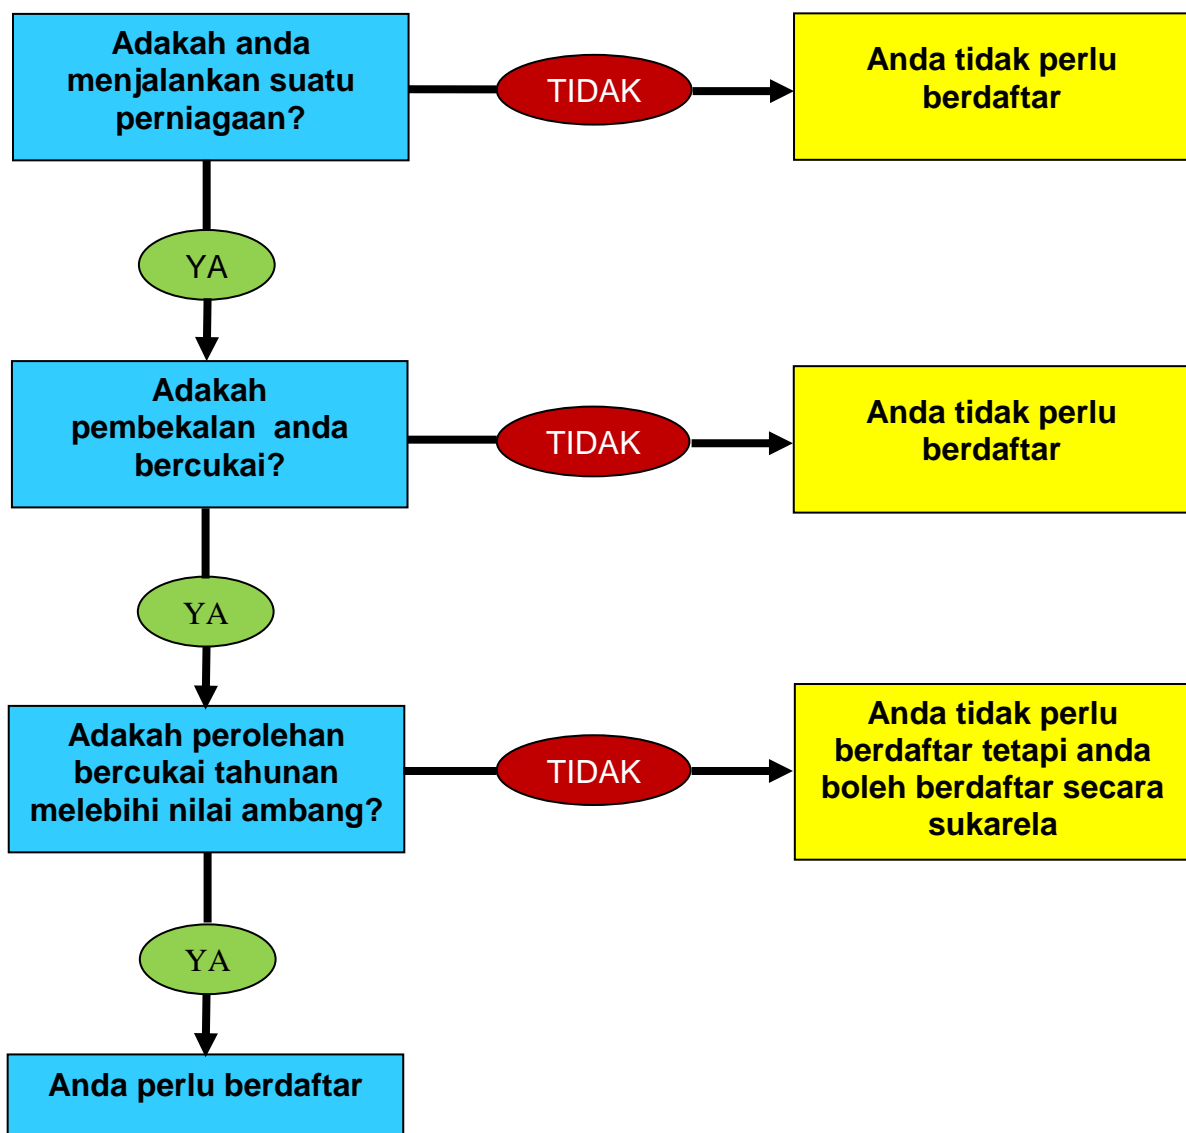 Adakah anda
menjalankan suatu
perniagaan?
TIDAK
Anda tidak perlu
berdaftar
YA
Adakah
pembekalan  anda
bercukai?
TIDAK
Anda tidak perlu
berdaftar
YA
Adakah perolehan
bercukai tahunan
melebihi nilai ambang?
TIDAK
Anda tidak perlu
berdaftar tetapi anda
boleh berdaftar secara
sukarela
YA
Anda perlu berdaftar